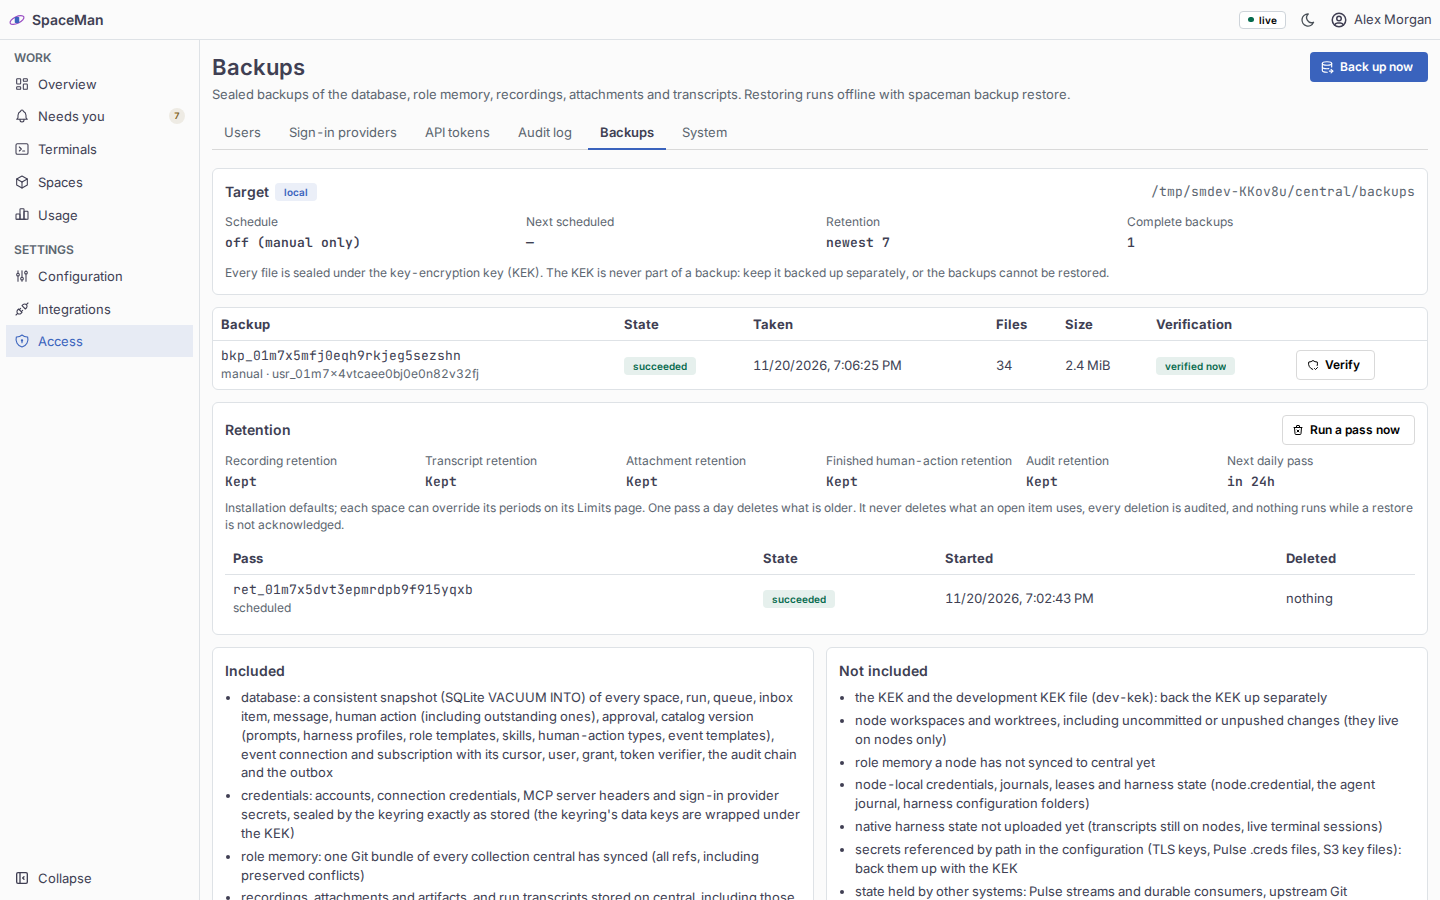 SpaceMan
live
Alex Morgan
WORK
Overview
Needs you
7
Terminals
Spaces
Usage
SETTINGS
Configuration
Integrations
Access
Collapse
Backups
Back up now
Sealed backups of the database, role memory, recordings, attachments and transcripts. Restoring runs offline with spaceman backup restore.
Users
Sign-in providers
API tokens
Audit log
Backups
System
Target
local
/tmp/smdev-KKov8u/central/backups
Schedule
Next scheduled
Retention
Complete backups
off (manual only)
—
newest 7
1
Every file is sealed under the key-encryption key (KEK). The KEK is never part of a backup: keep it backed up separately, or the backups cannot be restored.
Backup
State
Taken
Files
Size
Verification
bkp_01m7x5mfj0eqh9rkjeg5sezshn
manual · usr_01m7×4vtcaee0bj0e0n82v32fj
succeeded
11/20/2026, 7:06:25 PM
34
2.4 MiB
verified now
Verify
Retention
Run a pass now
Recording retention
Transcript retention
Attachment retention
Finished human-action retention
Audit retention
Next daily pass
Kept
Kept
Kept
Kept
Kept
in 24h
Installation defaults; each space can override its periods on its Limits page. One pass a day deletes what is older. It never deletes what an open item uses, every deletion is audited, and nothing runs while a restore
is not acknowledged.
Pass
State
Started
Deleted
ret_01m7x5dvt3epmrdpb9f915yqxb
scheduled
succeeded
11/20/2026, 7:02:43 PM
nothing
Included
• database: a consistent snapshot (SQLite VACUUM INTO) of every space, run, queue, inbox
item, message, human action (including outstanding ones), approval, catalog version
(prompts, harness profiles, role templates, skills, human-action types, event templates),
event connection and subscription with its cursor, user, grant, token verifier, the audit chain
and the outbox
• credentials: accounts, connection credentials, MCP server headers and sign-in provider
secrets, sealed by the keyring exactly as stored (the keyring's data keys are wrapped under
the KEK)
• role memory: one Git bundle of every collection central has synced (all refs, including
preserved conflicts)
• recordings, attachments and artifacts, and run transcripts stored on central, including those
Not included
• the KEK and the development KEK file (dev-kek): back the KEK up separately
• node workspaces and worktrees, including uncommitted or unpushed changes (they live
on nodes only)
• role memory a node has not synced to central yet
• node-local credentials, journals, leases and harness state (node.credential, the agent
journal, harness configuration folders)
• native harness state not uploaded yet (transcripts still on nodes, live terminal sessions)
• secrets referenced by path in the configuration (TLS keys, Pulse .creds files, S3 key files):
back them up with the KEK
• state held by other systems: Pulse streams and durable consumers, upstream Git